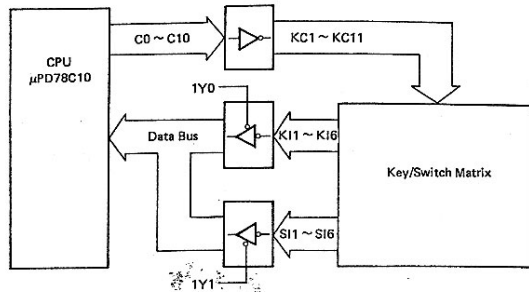 CPU
μPD78C10
C0～C10
KC1～KC11
1Y0
Data Bus
KI1～KI6
Key/Switch Matrix
SI1～SI6
1Y1